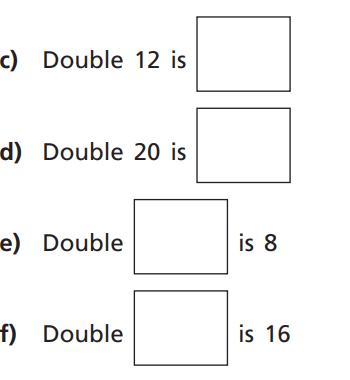 c) Double 12 is
d) Double 20 is
e) Double is 8
f) Double is 16